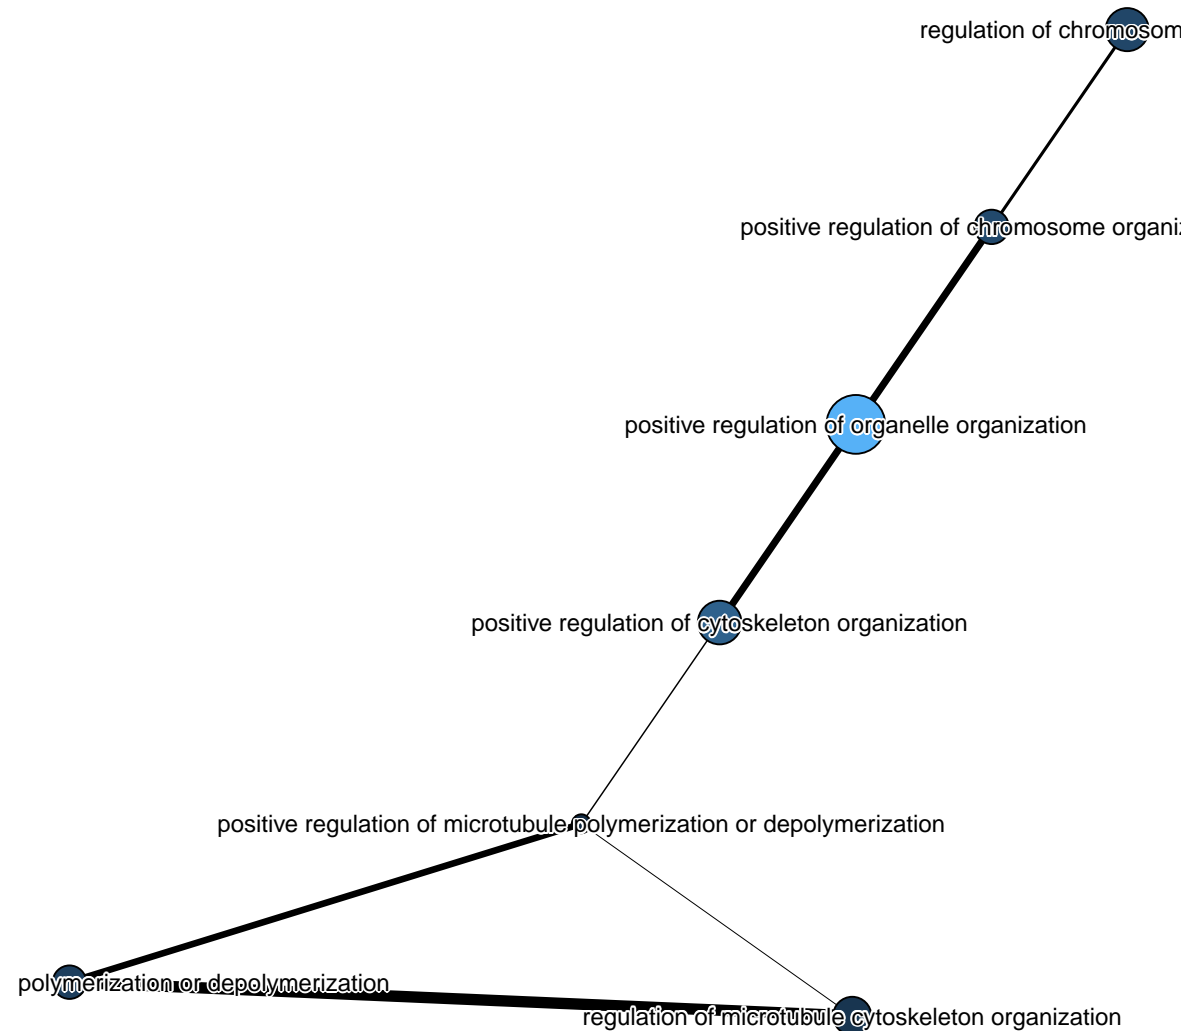 regulation of chromosom
positive regulation of chromosome organiz
positive regulation of organelle organization
positive regulation of cytoskeleton organization
positive regulation of microtubule polymerization or depolymerization
polymerization or depolymerization
regulation of microtubule cytoskeleton organization